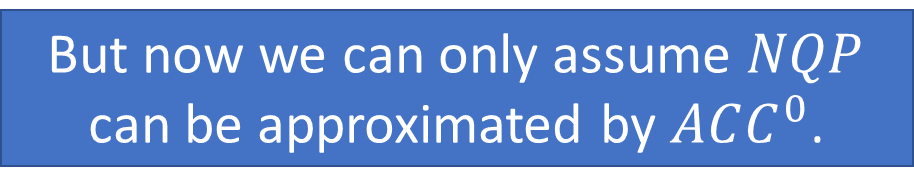 But now we can only assume NQP
can be approximated by ACC⁰.